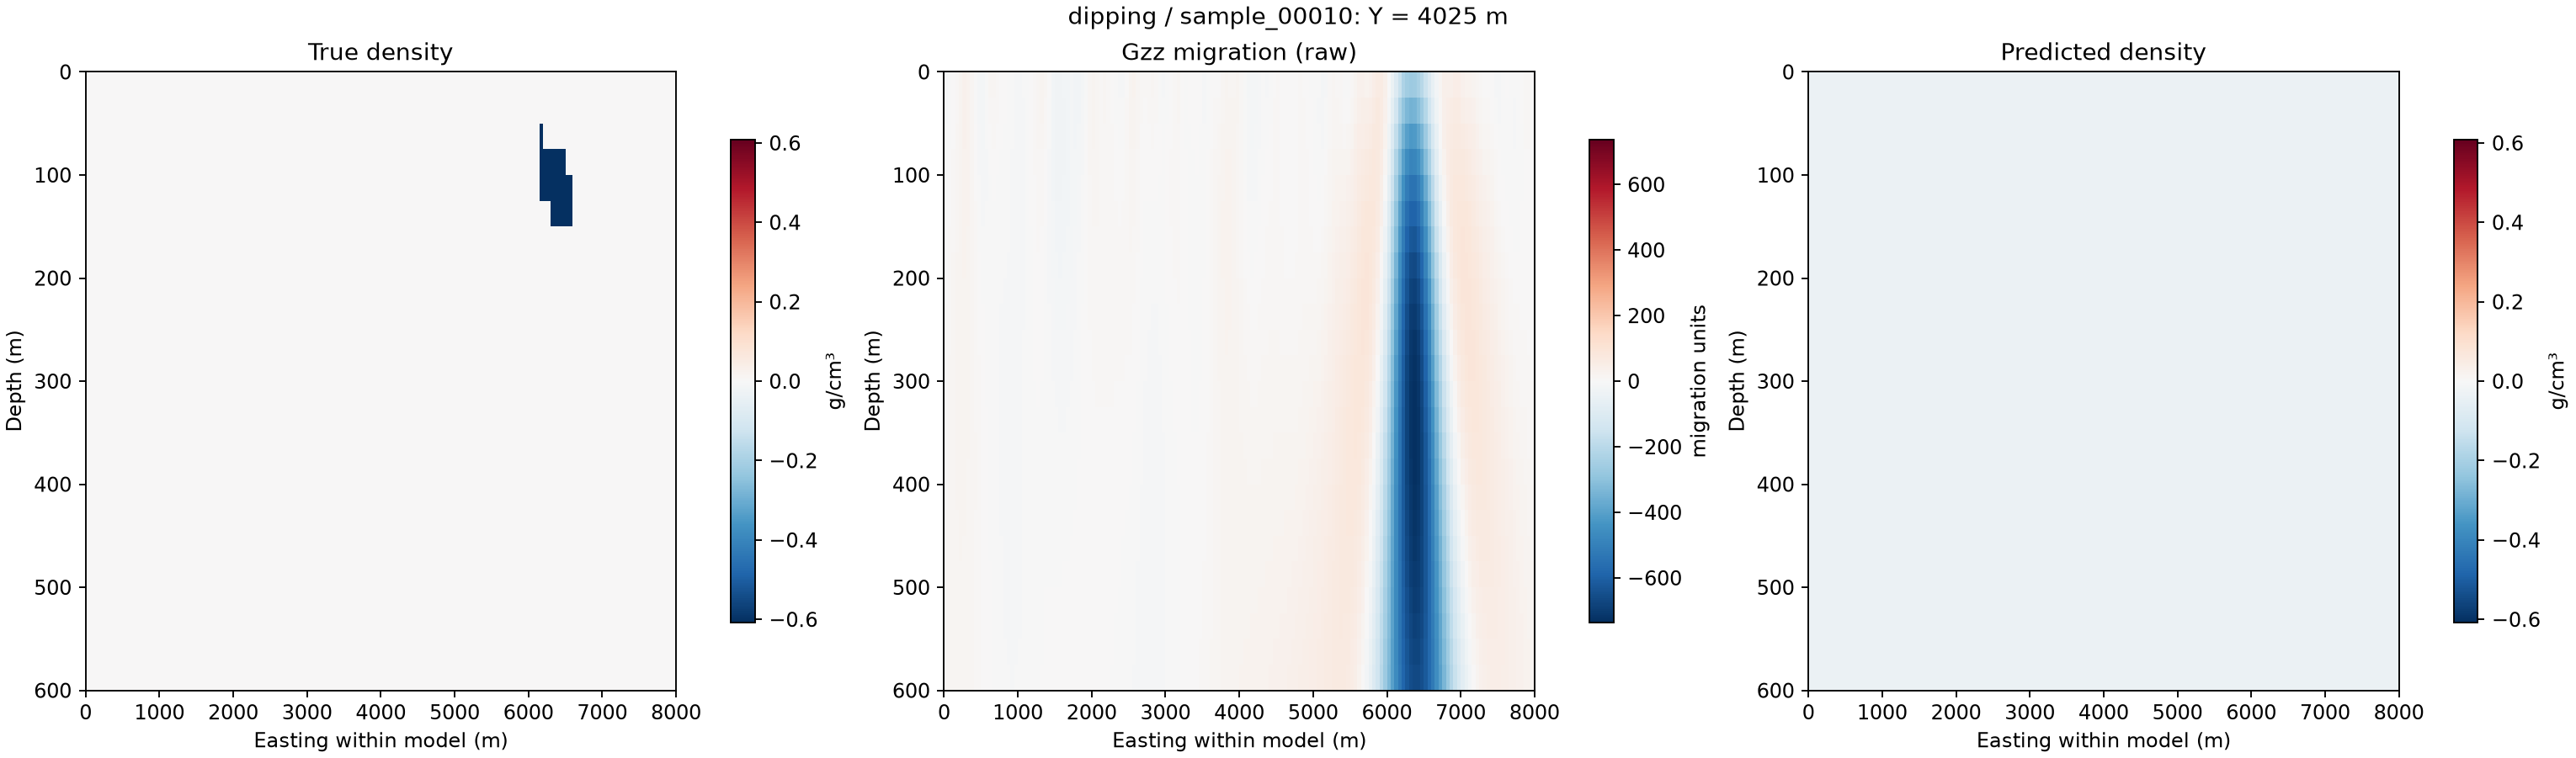 dipping / sample_00010: Y = 4025 m
True density
0
100
200
300
400
500
600
Depth (m)
0 1000 2000 3000 4000 5000 6000 7000 8000
Easting within model (m)
0.6
0.4
0.2
0.0
−0.2
−0.4
−0.6
g/cm³
Gzz migration (raw)
0
100
200
300
400
500
600
Depth (m)
0 1000 2000 3000 4000 5000 6000 7000 8000
Easting within model (m)
600
400
200
0
−200
−400
−600
migration units
Predicted density
0
100
200
300
400
500
600
Depth (m)
0 1000 2000 3000 4000 5000 6000 7000 8000
Easting within model (m)
0.6
0.4
0.2
0.0
−0.2
−0.4
−0.6
g/cm³